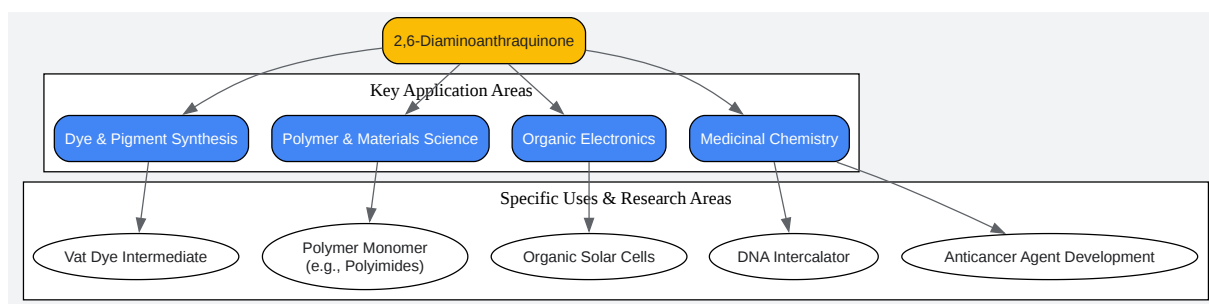 2,6-Diaminoanthraquinone
Key Application Areas
Dye & Pigment Synthesis
Polymer & Materials Science
Organic Electronics
Medicinal Chemistry
Specific Uses & Research Areas
Vat Dye Intermediate
Polymer Monomer
(e.g., Polyimides)
Organic Solar Cells
DNA Intercalator
Anticancer Agent Development